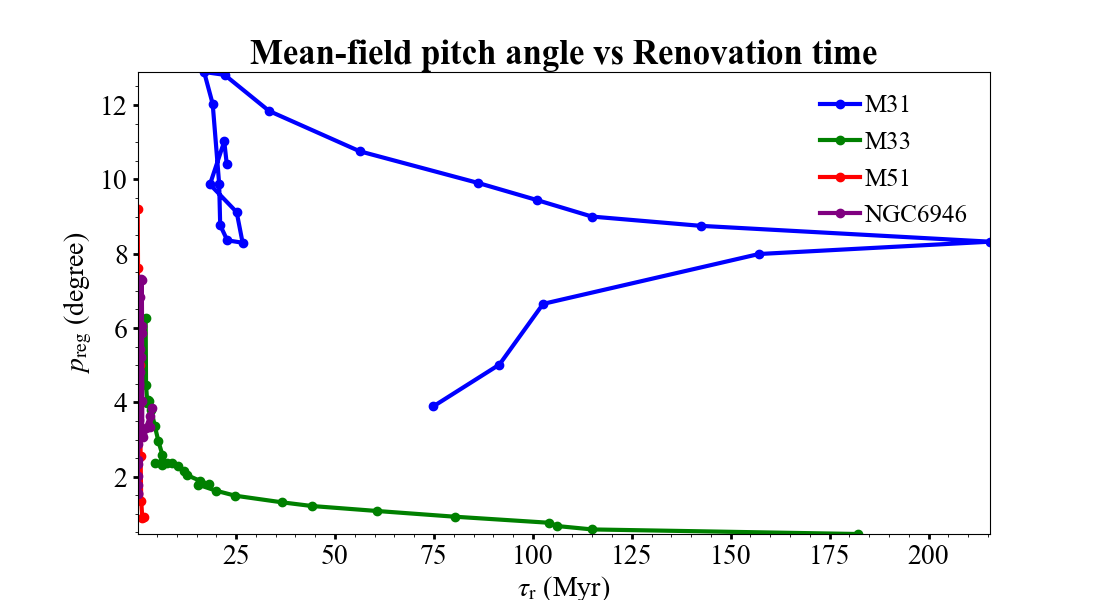 Mean-field pitch angle vs Renovation time
M31
M33
M51
NGC6946
12
10
8
6
4
2
p_reg (degree)
25 50 75 100 125 150 175 200
τ_r (Myr)